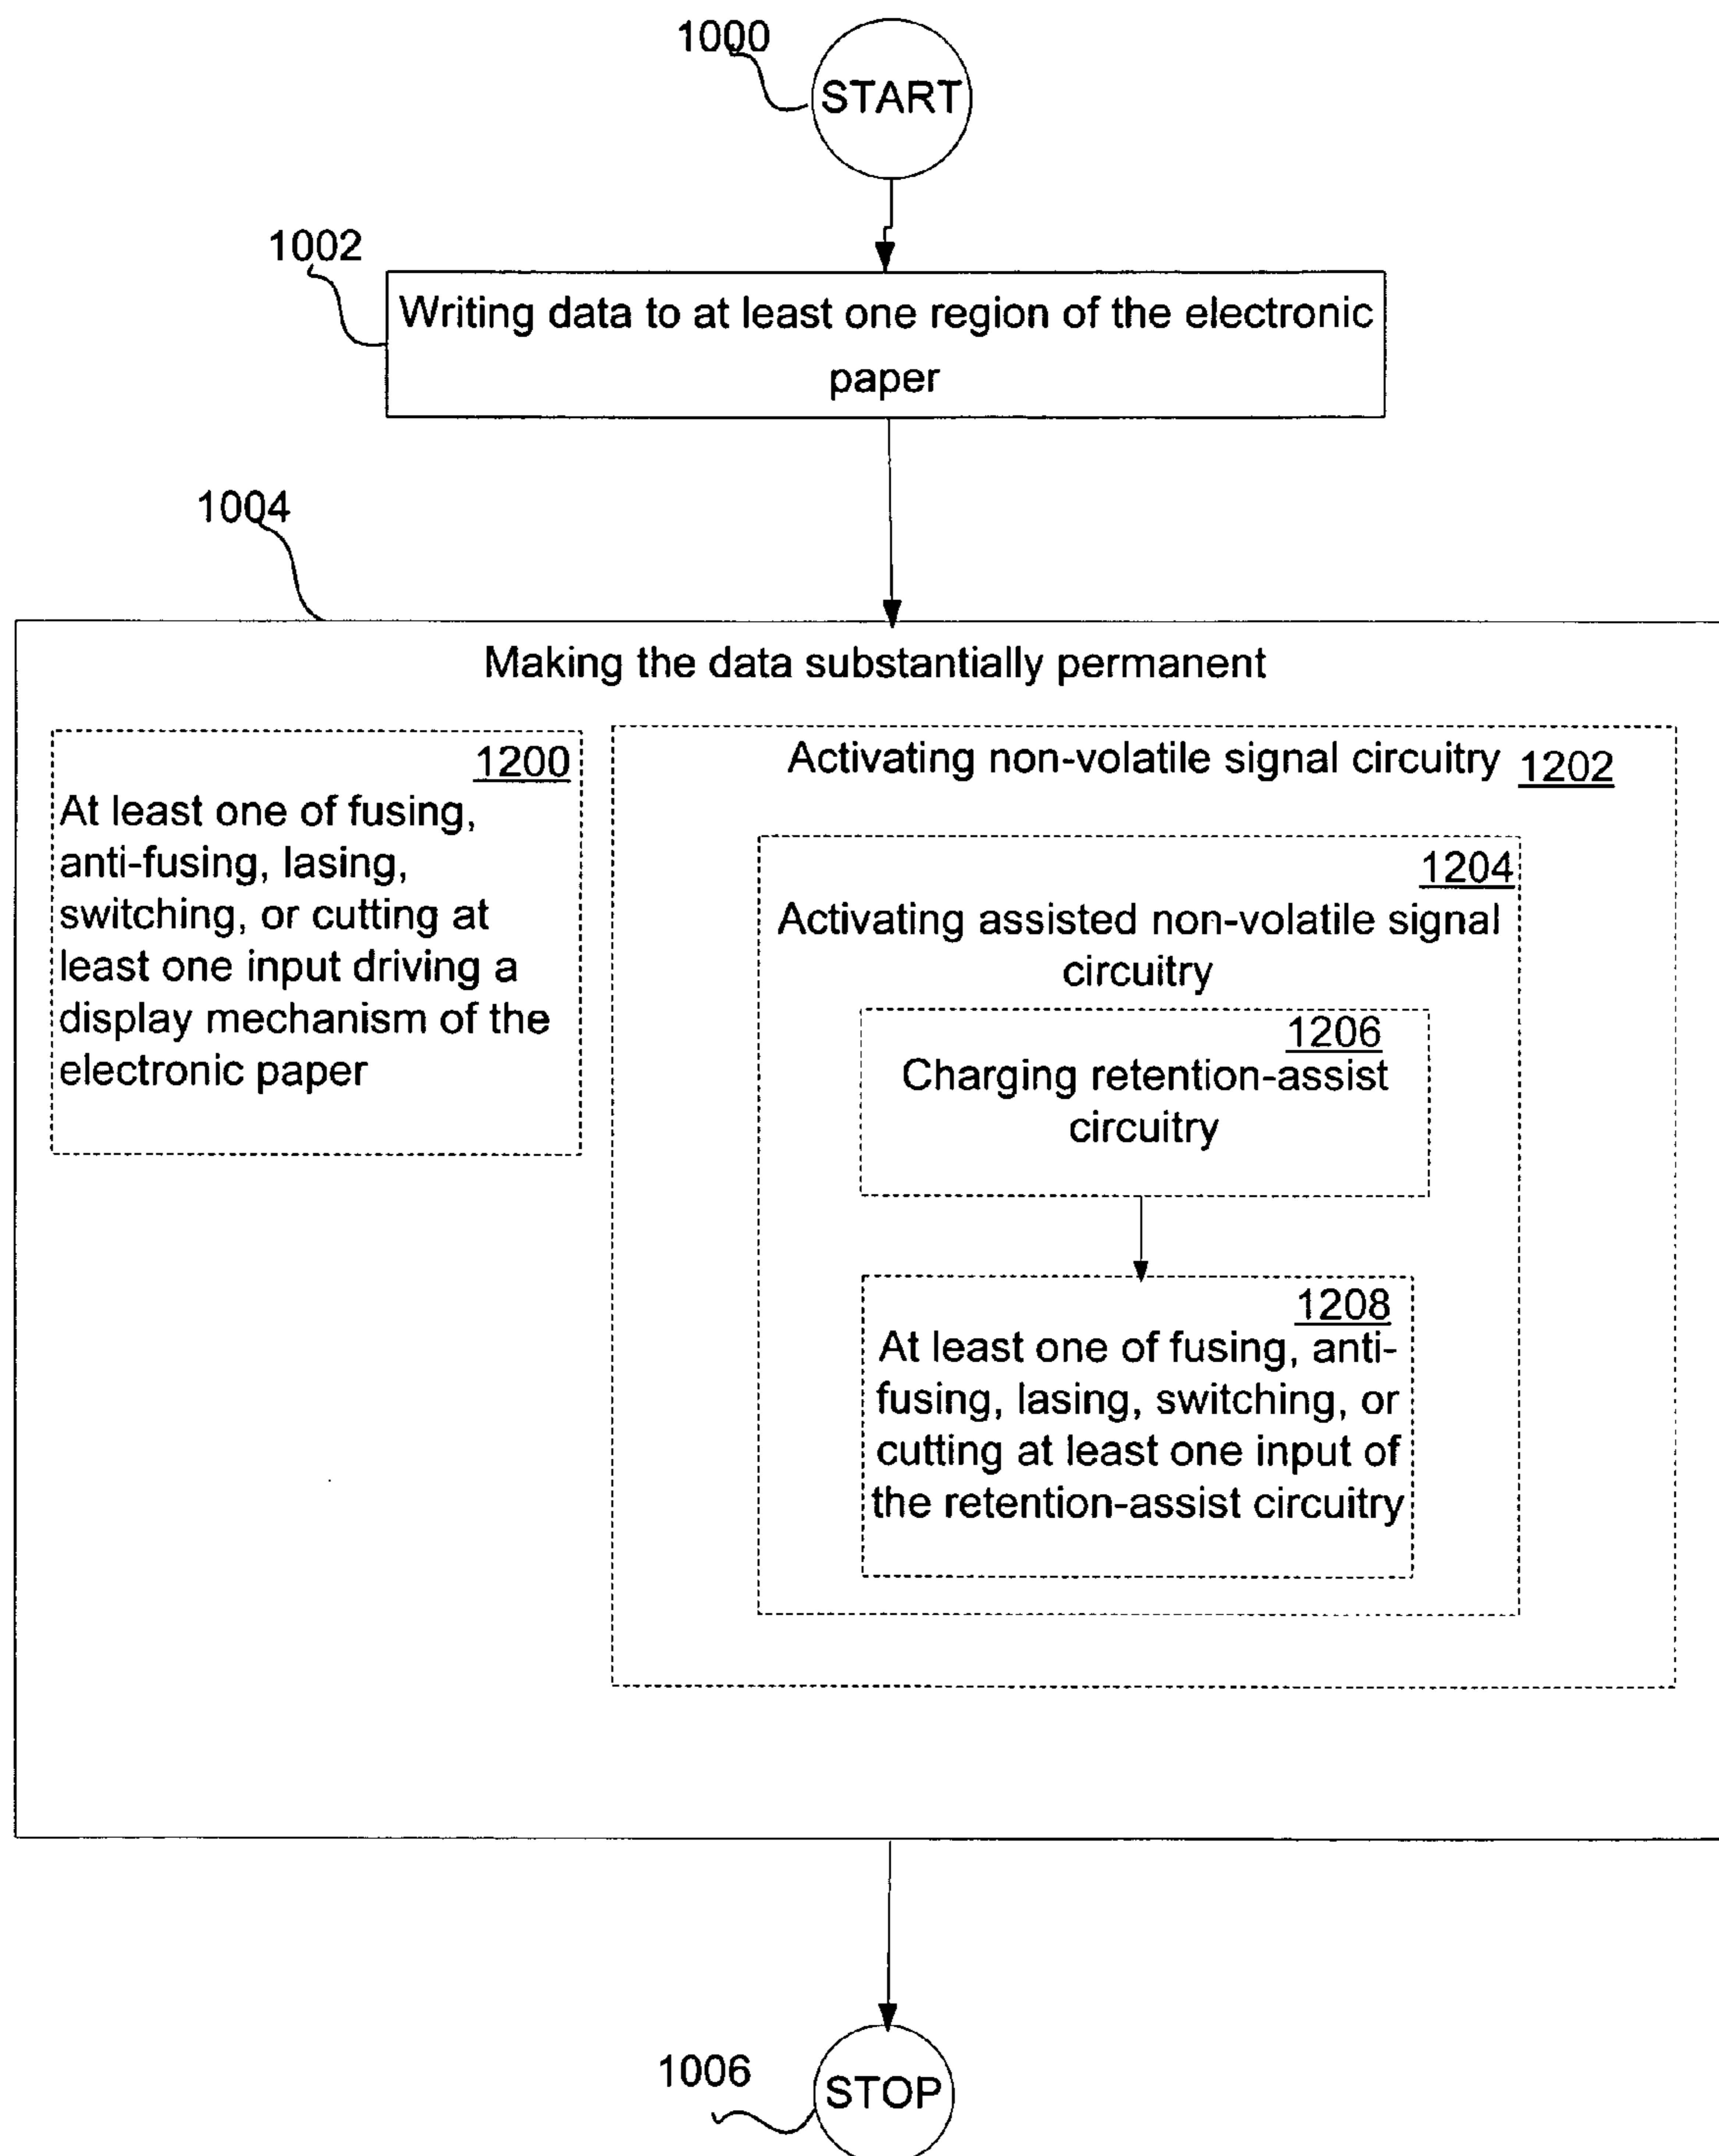 1000
START
1002
Writing data to at least one region of the electronic
paper
1004
Making the data substantially permanent
1200
At least one of fusing,
anti-fusing, lasing,
switching, or cutting at
least one input driving a
display mechanism of the
electronic paper
Activating non-volatile signal circuitry 1202
1204
Activating assisted non-volatile signal
circuitry
1206
Charging retention-assist
circuitry
1208
At least one of fusing, anti-
fusing, lasing, switching, or
cutting at least one input of
the retention-assist circuitry
1006
STOP